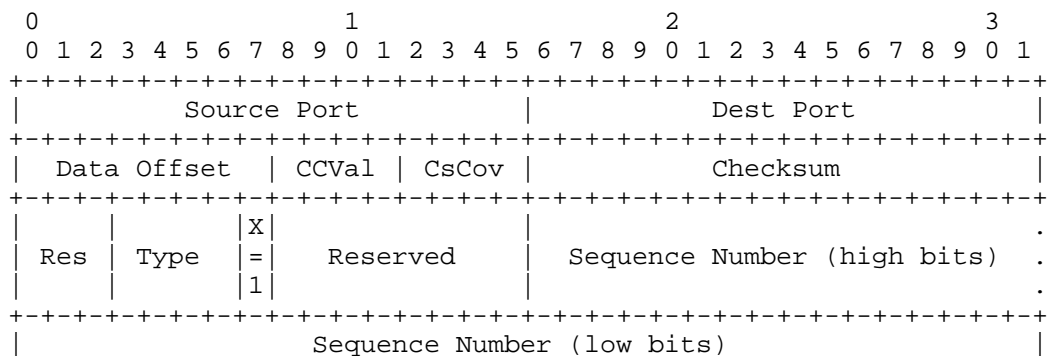 0                   1                   2                   3
 0 1 2 3 4 5 6 7 8 9 0 1 2 3 4 5 6 7 8 9 0 1 2 3 4 5 6 7 8 9 0 1
+-+-+-+-+-+-+-+-+-+-+-+-+-+-+-+-+-+-+-+-+-+-+-+-+-+-+-+-+-+-+-+-+
|          Source Port          |           Dest Port           |
+-+-+-+-+-+-+-+-+-+-+-+-+-+-+-+-+-+-+-+-+-+-+-+-+-+-+-+-+-+-+-+-+
|  Data Offset  | CCVal | CsCov |           Checksum            |
+-+-+-+-+-+-+-+-+-+-+-+-+-+-+-+-+-+-+-+-+-+-+-+-+-+-+-+-+-+-+-+-+
|     |       |X|               |                               .
| Res | Type  |=|   Reserved    |  Sequence Number (high bits)  .
|     |       |1|               |                               .
+-+-+-+-+-+-+-+-+-+-+-+-+-+-+-+-+-+-+-+-+-+-+-+-+-+-+-+-+-+-+-+-+
|                  Sequence Number (low bits)                   |